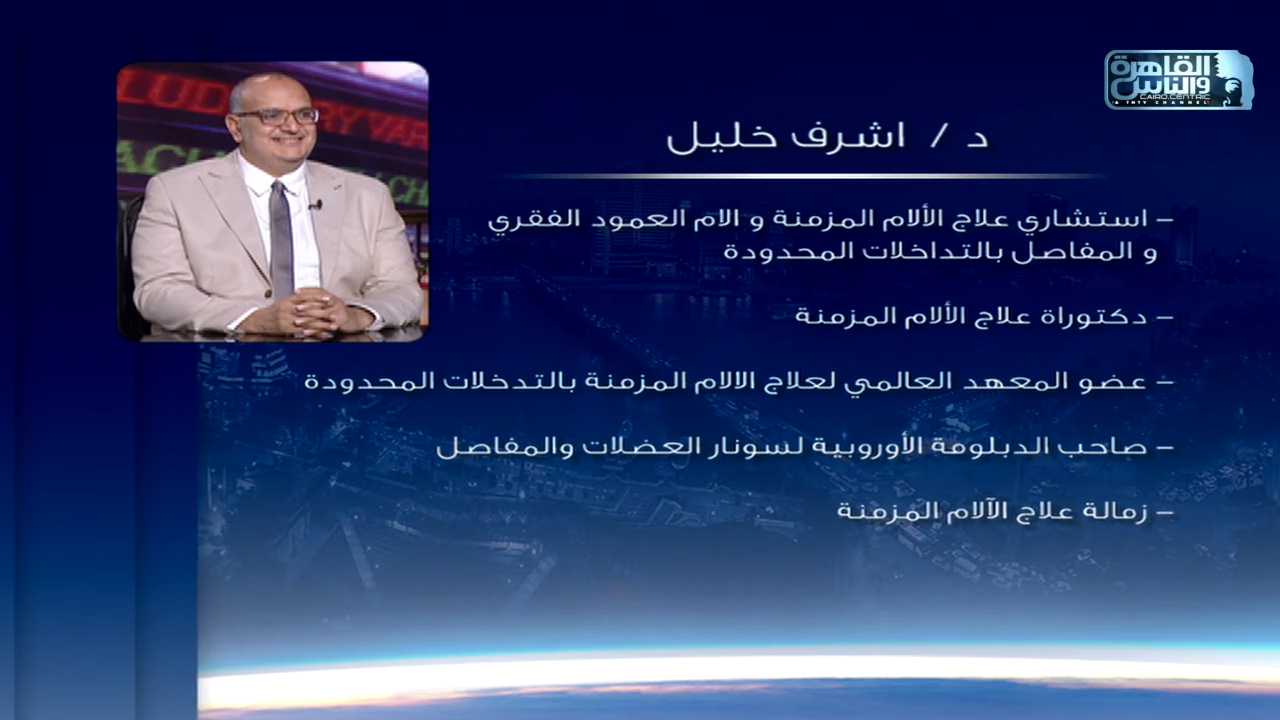 القاهرة
والناس
CAIRO.CENTRIC
A TNTV CHANNEL
د / اشرف خليل
– استشاري علاج الألام المزمنة و الام العمود الفقري
و المفاصل بالتداخلات المحدودة
– دكتوراة علاج الألام المزمنة
– عضو المعهد العالمي لعلاج الالام المزمنة بالتدخلات المحدودة
– صاحب الدبلومة الأوروبية لسونار العضلات والمفاصل
– زمالة علاج الآلام المزمنة